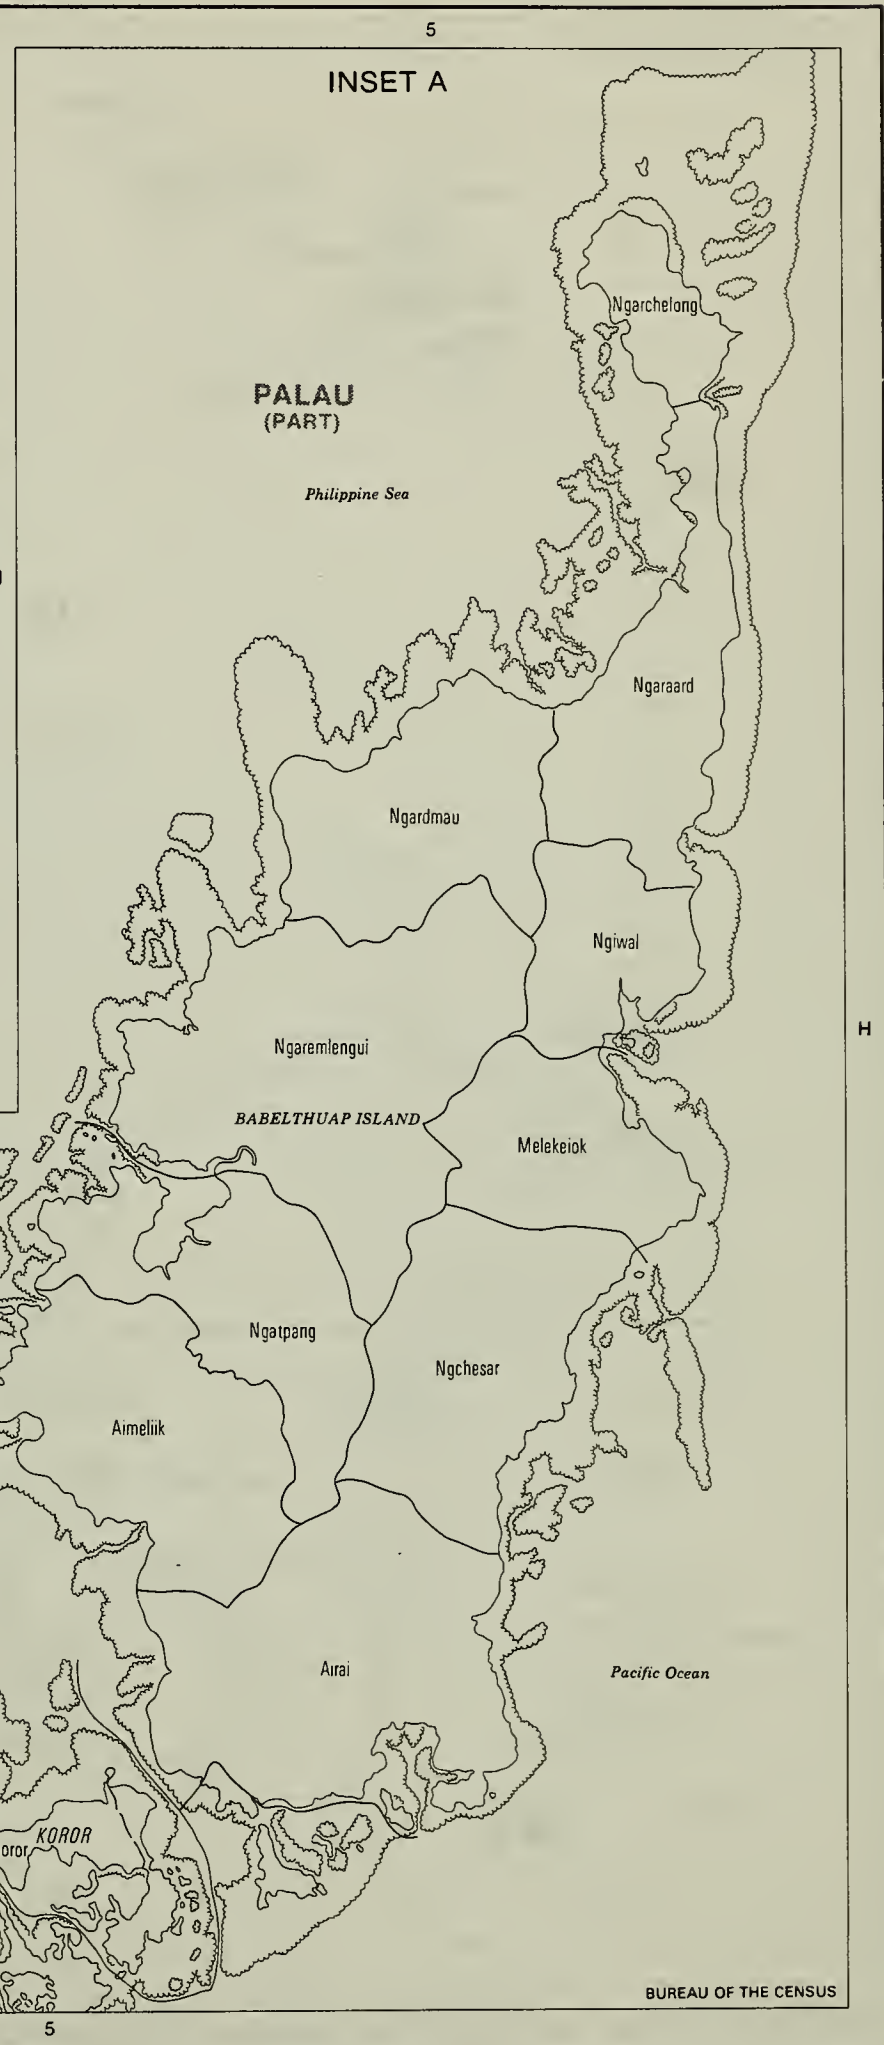 5
INSET A
Ngarchelong
PALAU
(PART)
Philippine Sea
Ngaraard
Ngardmau
Ngiwal
H
Ngaremlengui
BABELTHUAP ISLAND
Melekeiok
Ngatpang
Ngchesar
Aimeliik
Airai
Pacific Ocean
KOROR
oror
BUREAU OF THE CENSUS
5